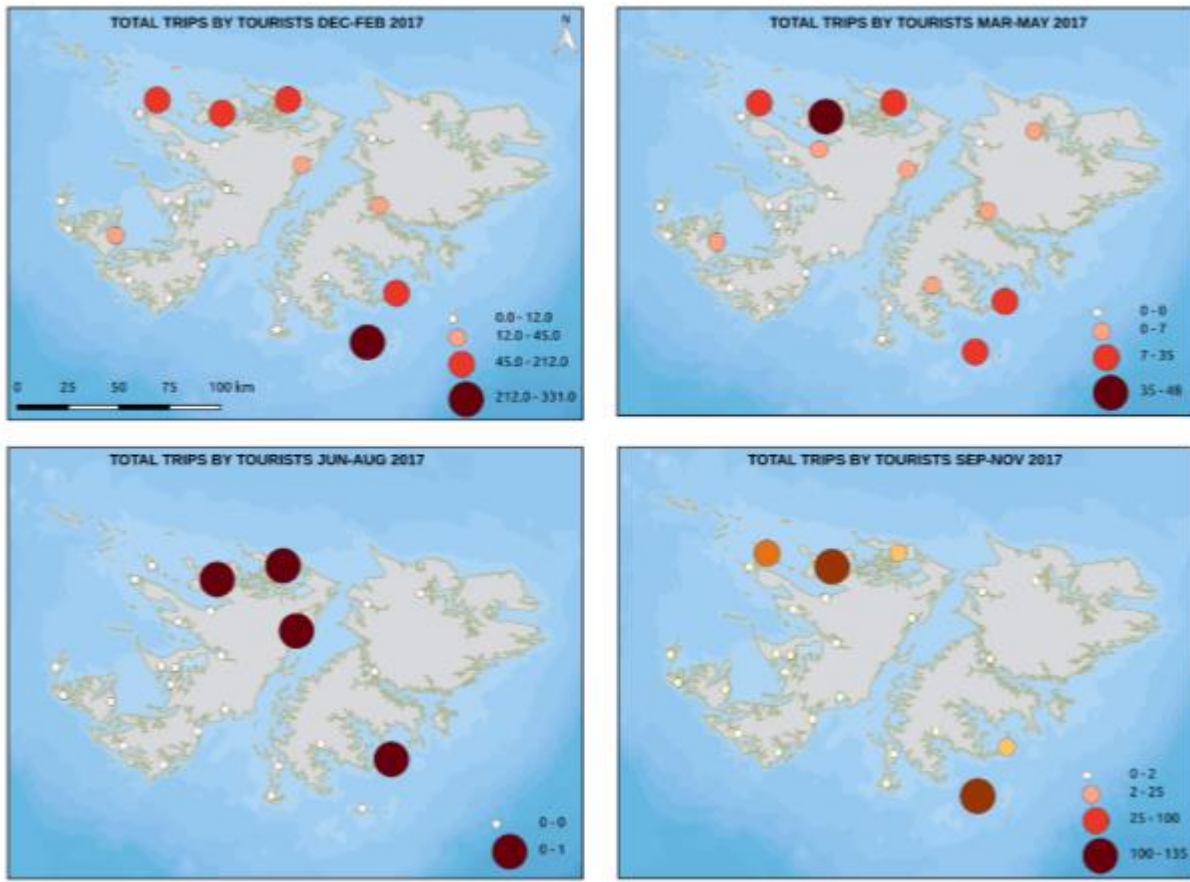 TOTAL TRIPS BY TOURISTS DEC-FEB 2017
N
0.0 - 12.0
12.0 - 45.0
45.0 - 212.0
212.0 - 331.0
0 25 50 75 100 km
TOTAL TRIPS BY TOURISTS MAR-MAY 2017
0 - 0
0 - 7
7 - 35
35 - 48
TOTAL TRIPS BY TOURISTS JUN-AUG 2017
0 - 0
0 - 1
TOTAL TRIPS BY TOURISTS SEP-NOV 2017
0 - 2
2 - 25
25 - 100
100 - 135